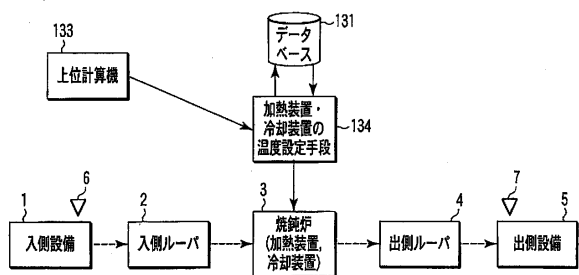 133
上位計算機
131
データ
ベース
加熱装置・
冷却装置の
温度設定手段
134
1
入側設備
6
2
入側ルーパ
3
焼鈍炉
(加熱装置,
冷却装置)
4
出側ルーパ
7
5
出側設備